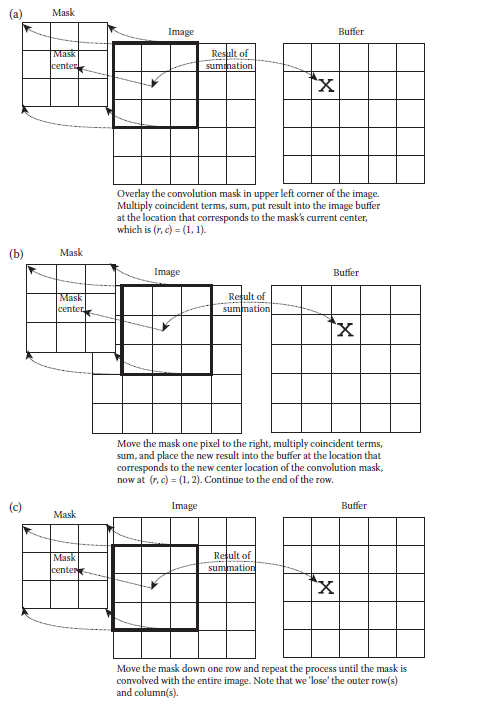 (a)
Mask
Image
Buffer
Mask
center
Result of
summation
X
Overlay the convolution mask in upper left corner of the image.
Multiply coincident terms, sum, put result into the image buffer
at the location that corresponds to the mask's current center,
which is (r, c) = (1, 1).
(b)
Mask
Image
Buffer
Mask
center
Result of
summation
X
Move the mask one pixel to the right, multiply coincident terms,
sum, and place the new result into the buffer at the location that
corresponds to the new center location of the convolution mask,
now at (r, c) = (1, 2). Continue to the end of the row.
(c)
Mask
Image
Buffer
Mask
center
Result of
summation
X
Move the mask down one row and repeat the process until the mask is
convolved with the entire image. Note that we 'lose' the outer row(s)
and column(s).